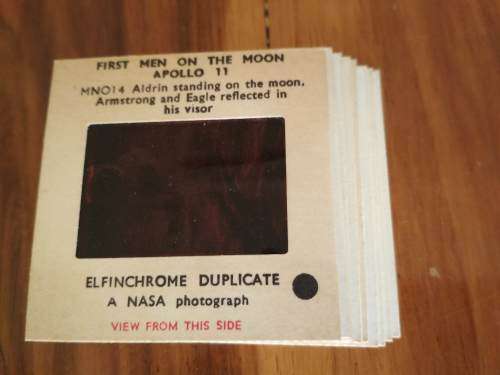 FIRST MEN ON THE MOON
APOLLO 11
MNO14 Aldrin standing on the moon.
Armstrong and Eagle reflected in
his visor
ELFINCHROME DUPLICATE
A NASA photograph
VIEW FROM THIS SIDE